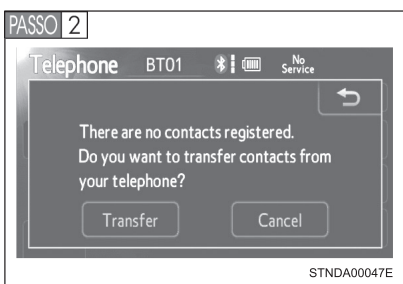 PASSO 2
Telephone BT01 No Service
There are no contacts registered.
Do you want to transfer contacts from
your telephone?
Transfer Cancel
STNDA00047E